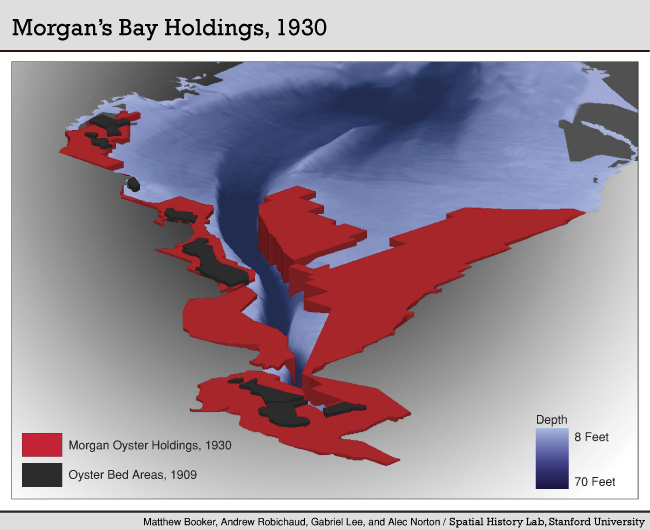 Morgan's Bay Holdings, 1930
Depth
8 Feet
70 Feet
Morgan Oyster Holdings, 1930
Oyster Bed Areas, 1909
Matthew Booker, Andrew Robichaud, Gabriel Lee, and Alec Norton / Spatial History Lab, Stanford University